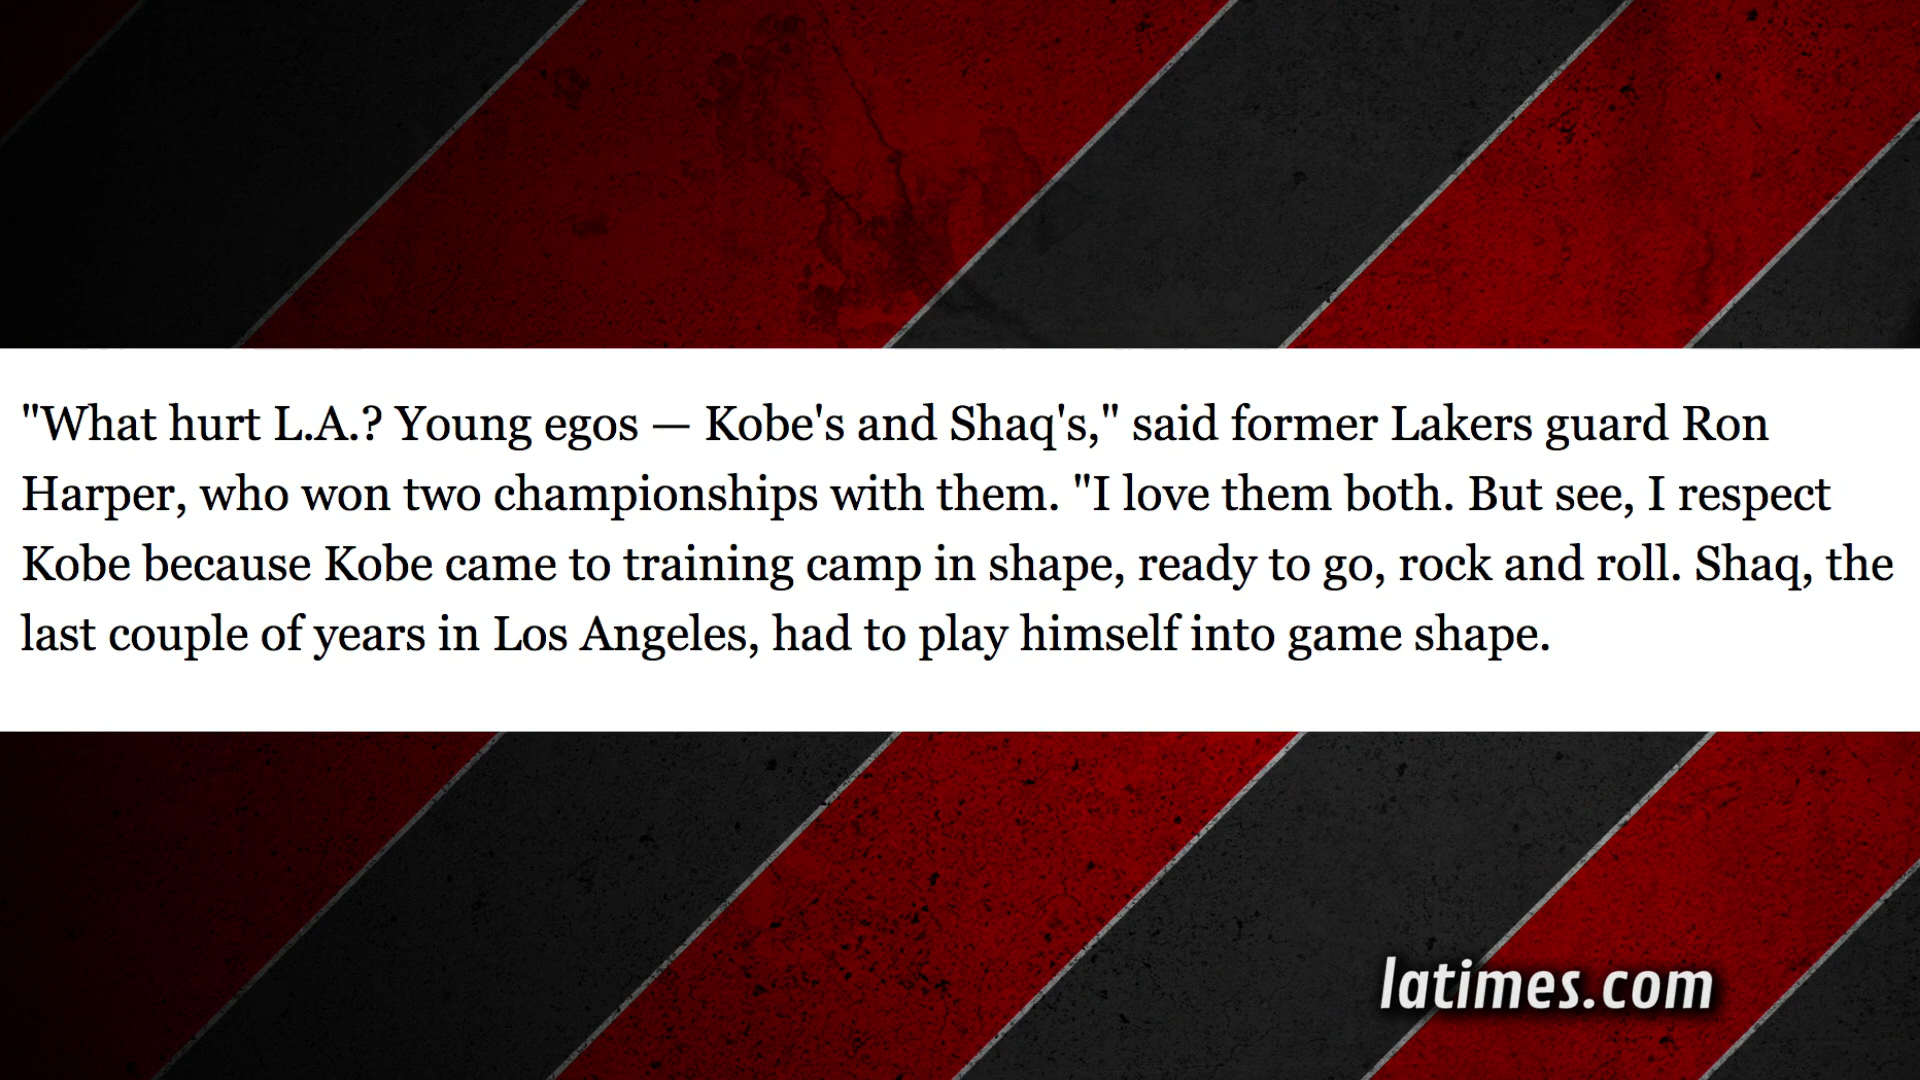 "What hurt L.A.? Young egos — Kobe's and Shaq's," said former Lakers guard Ron
Harper, who won two championships with them. "I love them both. But see, I respect
Kobe because Kobe came to training camp in shape, ready to go, rock and roll. Shaq, the
last couple of years in Los Angeles, had to play himself into game shape.
latimes.com